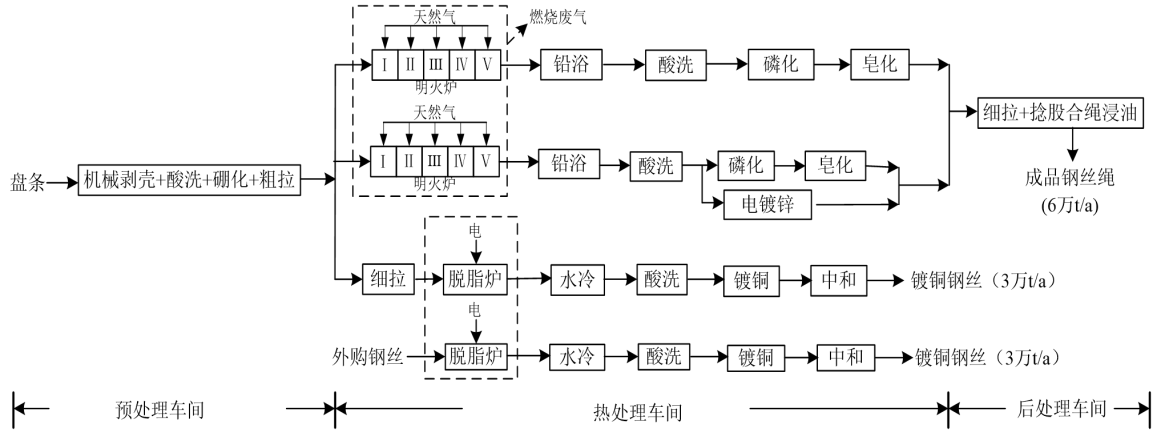 天然气
燃烧废气
Ⅰ Ⅱ Ⅲ Ⅳ Ⅴ
明火炉
铅浴
酸洗
磷化
皂化
天然气
Ⅰ Ⅱ Ⅲ Ⅳ Ⅴ
明火炉
铅浴
酸洗
磷化
皂化
电镀锌
细拉+捻股合绳浸油
成品钢丝绳
(6万t/a)
盘条
机械剥壳+酸洗+硼化+粗拉
电
细拉
脱脂炉
水冷
酸洗
镀铜
中和
镀铜钢丝（3万t/a）
电
外购钢丝
脱脂炉
水冷
酸洗
镀铜
中和
镀铜钢丝（3万t/a）
预处理车间
热处理车间
后处理车间